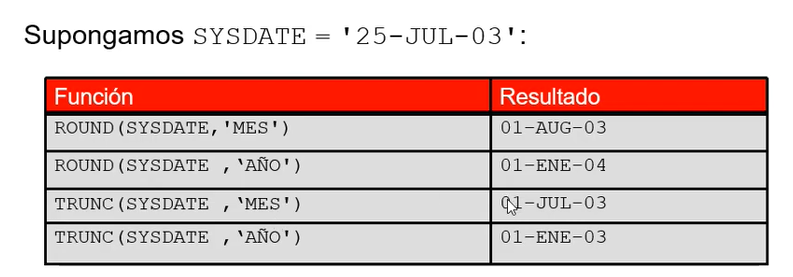 Supongamos SYSDATE = '25-JUL-03':
Función Resultado
ROUND(SYSDATE,'MES') 01-AUG-03
ROUND(SYSDATE ,‘AÑO') 01-ENE-04
TRUNC(SYSDATE ,‘MES') 01-JUL-03
TRUNC(SYSDATE ,‘AÑO') 01-ENE-03